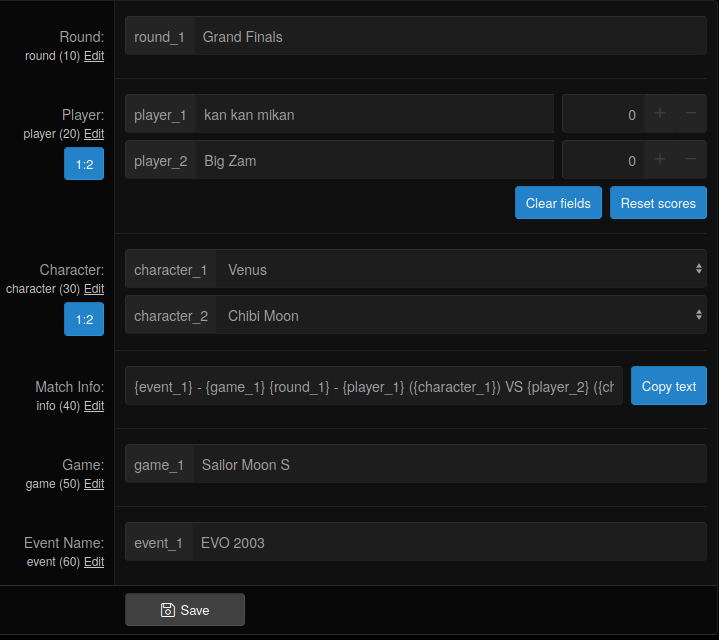 Round:
round (10) Edit
round_1 Grand Finals
Player:
player (20) Edit
1:2
player_1 kan kan mikan 0 + −
player_2 Big Zam 0 + −
Clear fields Reset scores
Character:
character (30) Edit
1:2
character_1 Venus
character_2 Chibi Moon
Match Info:
info (40) Edit
{event_1} - {game_1} {round_1} - {player_1} ({character_1}) VS {player_2} ({ch
Copy text
Game:
game (50) Edit
game_1 Sailor Moon S
Event Name:
event (60) Edit
event_1 EVO 2003
Save